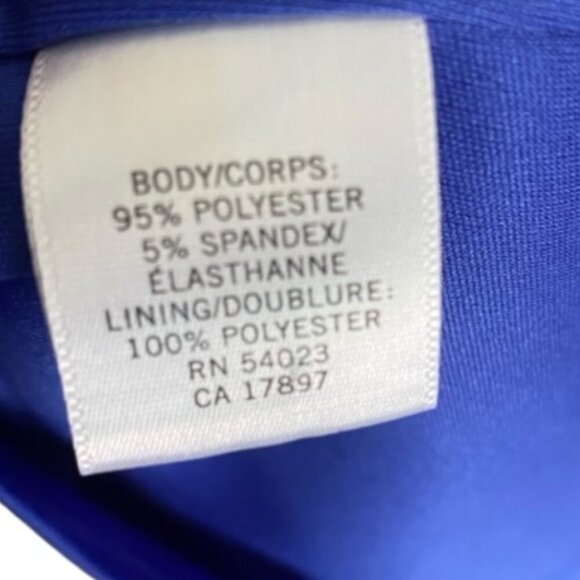 BODY/CORPS:
95% POLYESTER
5% SPANDEX/
ÉLASTHANNE
LINING/DOUBLURE:
100% POLYESTER
RN 54023
CA 17897